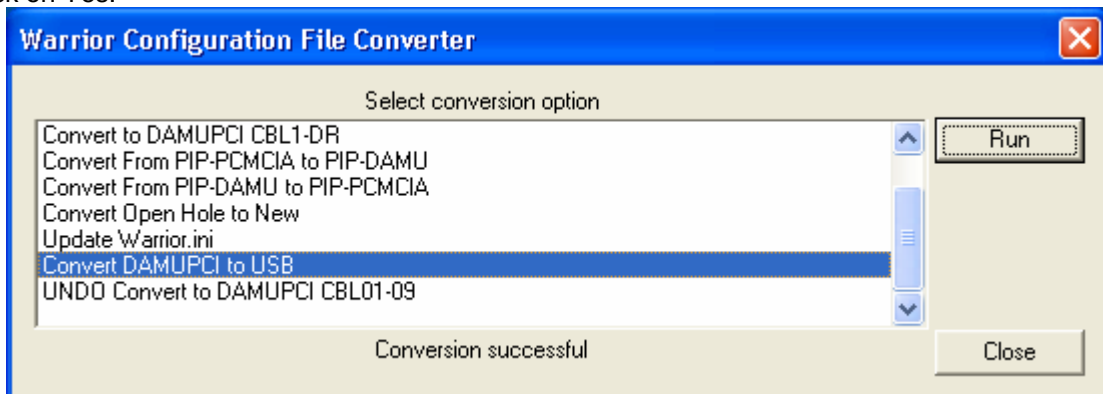 Warrior Configuration File Converter
Select conversion option
Convert to DAMUPCI CBL1-DR
Convert From PIP-PCMCIA to PIP-DAMU
Convert From PIP-DAMU to PIP-PCMCIA
Convert Open Hole to New
Update Warrior.ini
Convert DAMUPCI to USB
UNDO Convert to DAMUPCI CBL01-09
Run
Conversion successful
Close